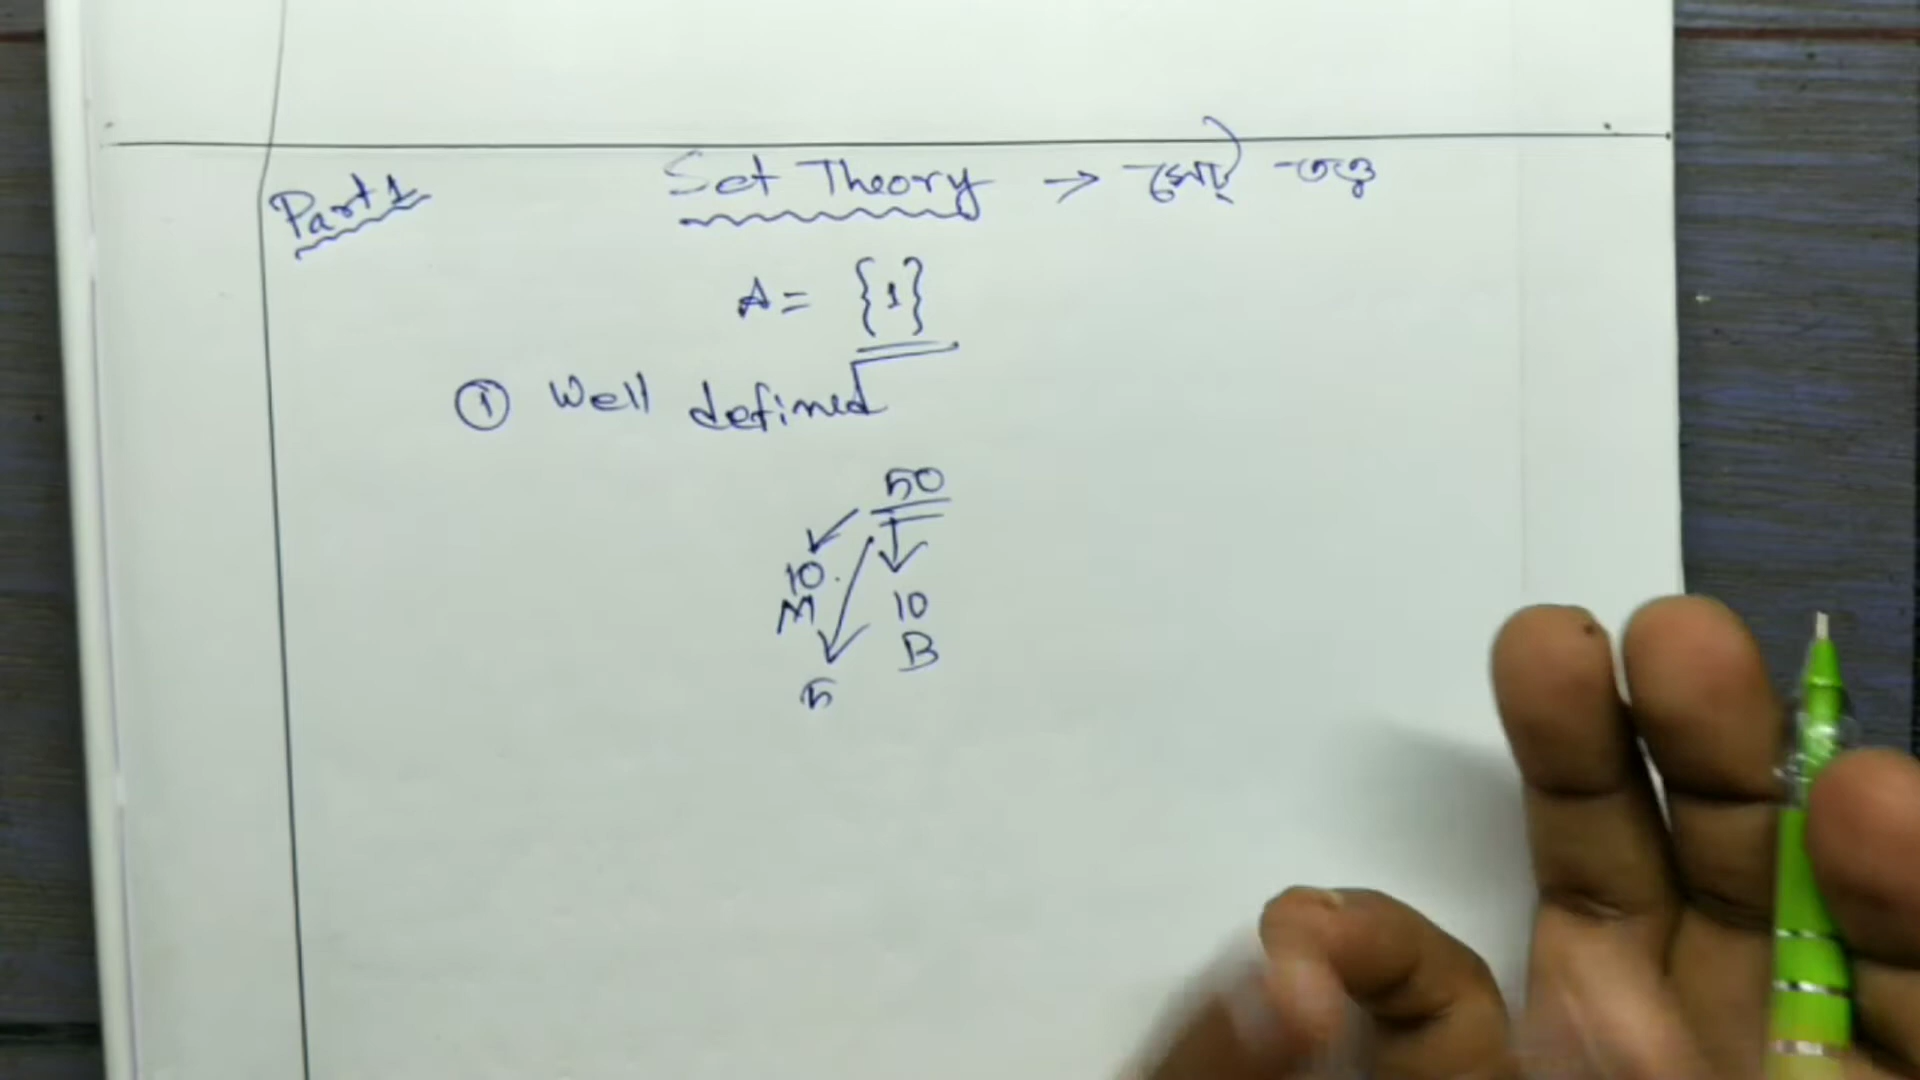 Part 1
Set Theory → সেট তত্ত্ব
A = {1}
① Well defined
50
10 10
M B
5